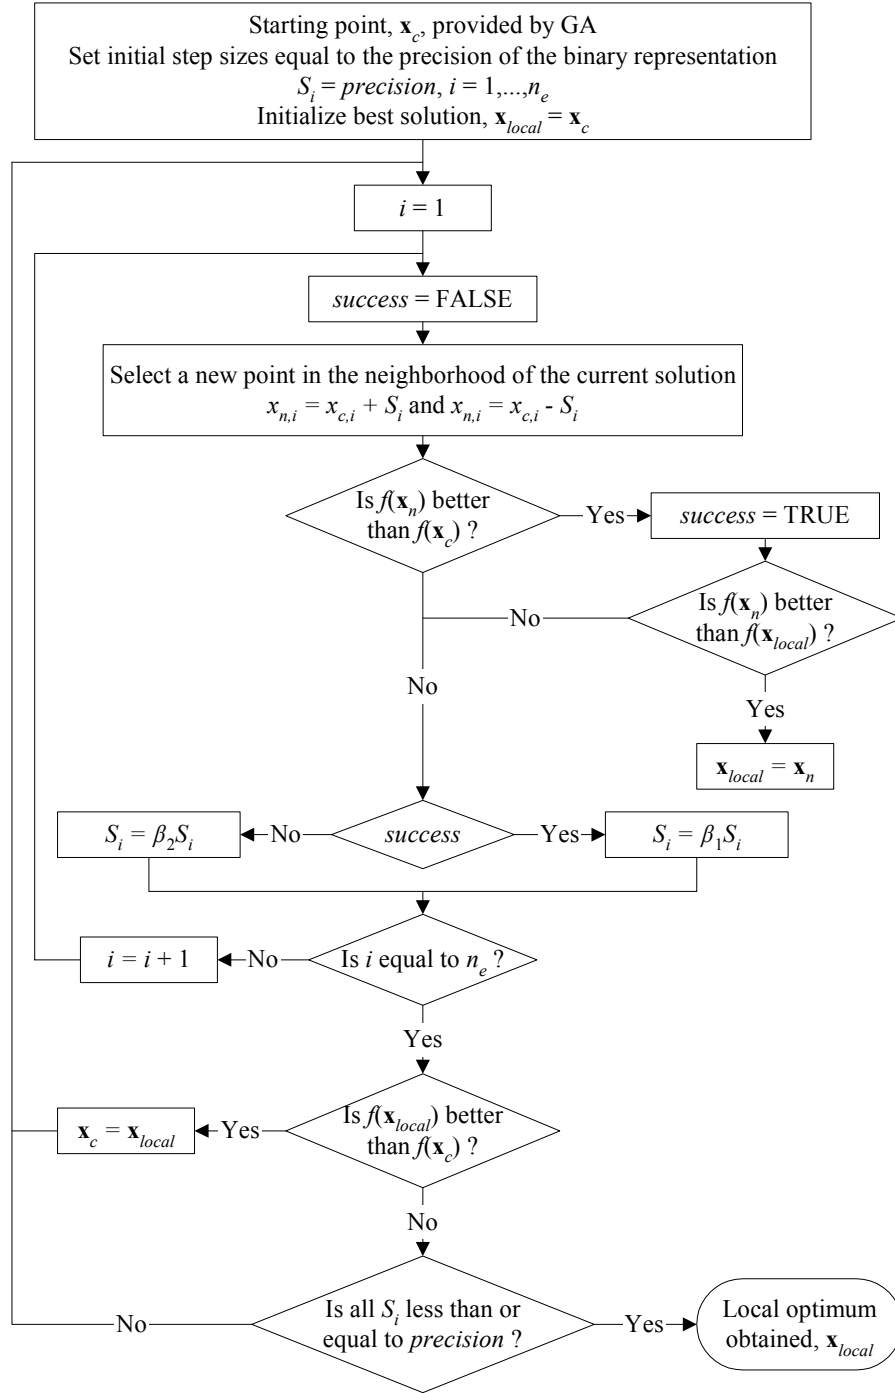 Starting point, x_c, provided by GA
Set initial step sizes equal to the precision of the binary representation
S_i = precision, i = 1,...,n_e
Initialize best solution, x_local = x_c
i = 1
success = FALSE
Select a new point in the neighborhood of the current solution
x_n,i = x_c,i + S_i and x_n,i = x_c,i - S_i
Is f(x_n) better
than f(x_c) ?
Yes
success = TRUE
Is f(x_n) better
than f(x_local) ?
No
No
Yes
x_local = x_n
S_i = β_2S_i
No
success
Yes
S_i = β_1S_i
i = i + 1
No
Is i equal to n_e ?
Yes
x_c = x_local
Yes
Is f(x_local) better
than f(x_c) ?
No
No
Is all S_i less than or
equal to precision ?
Yes
Local optimum
obtained, x_local